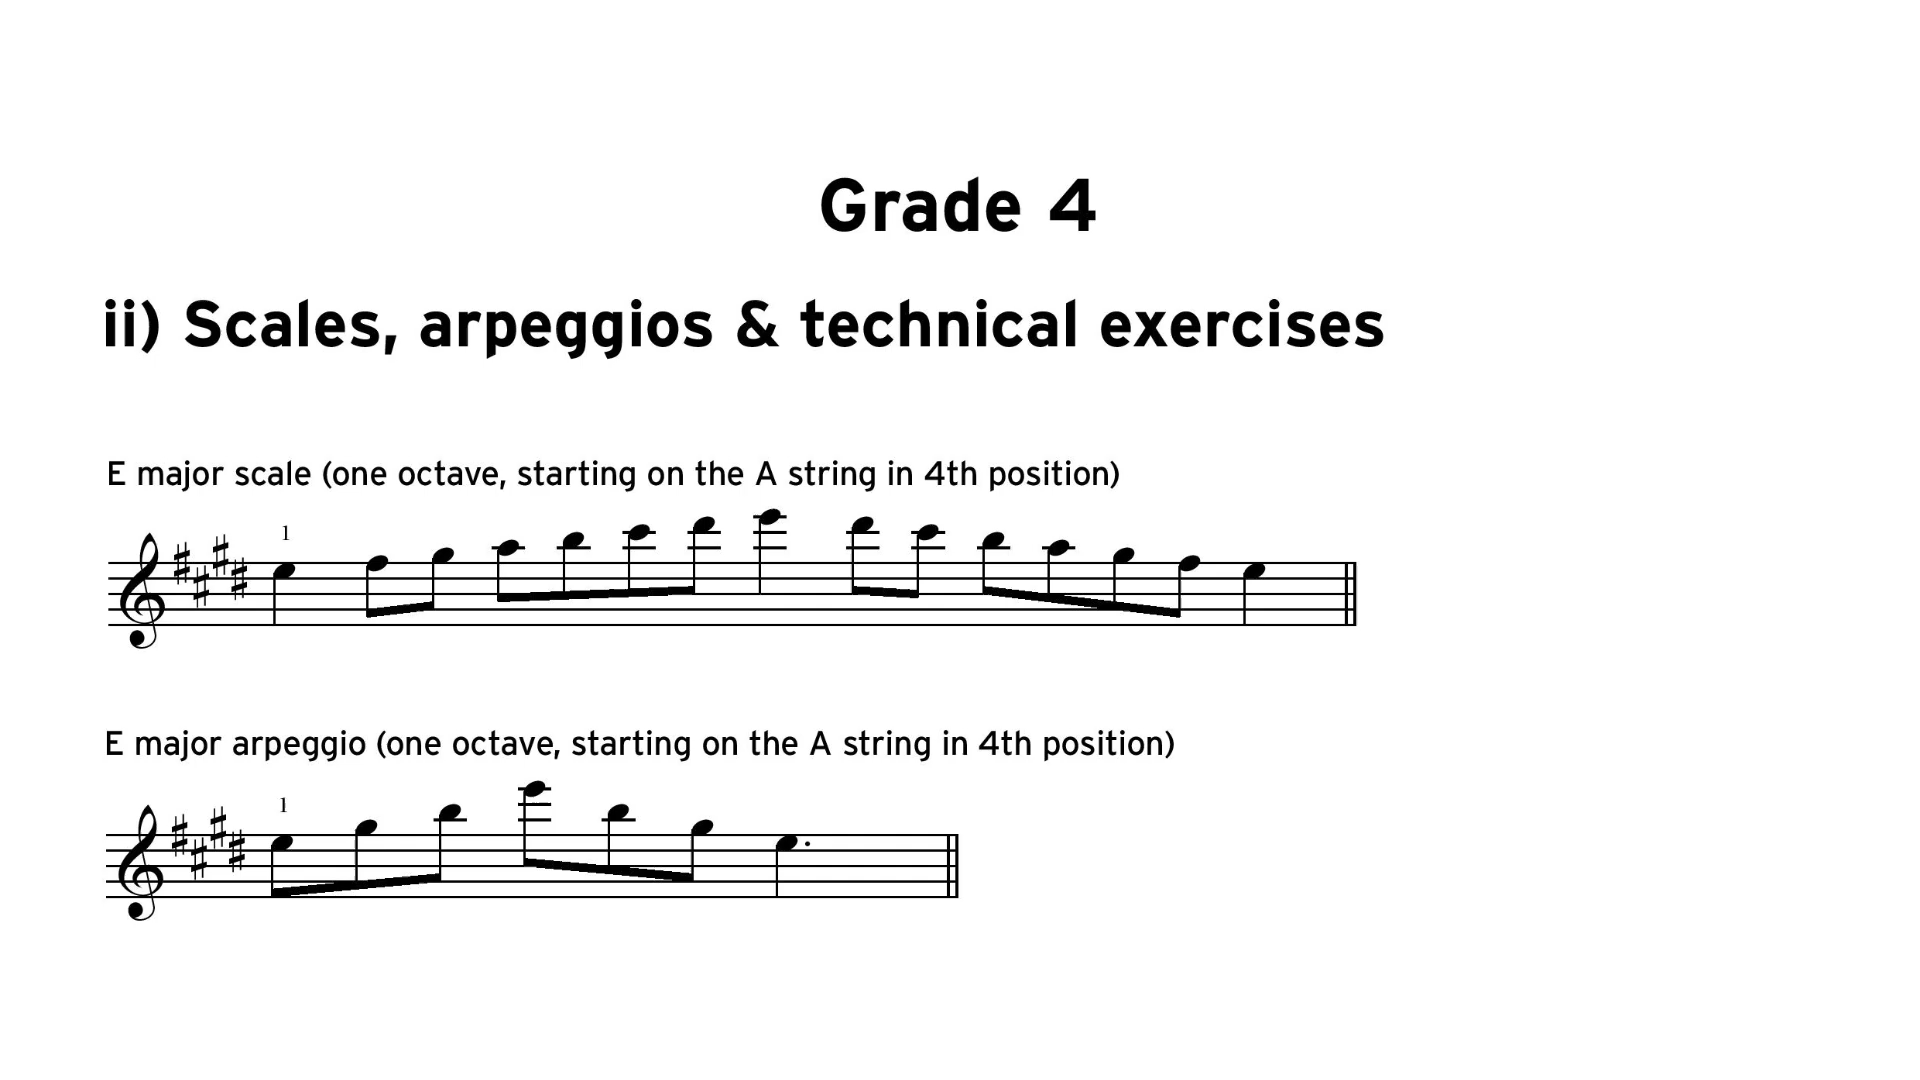 Grade 4
ii) Scales, arpeggios & technical exercises
E major scale (one octave, starting on the A string in 4th position)
1
E major arpeggio (one octave, starting on the A string in 4th position)
1